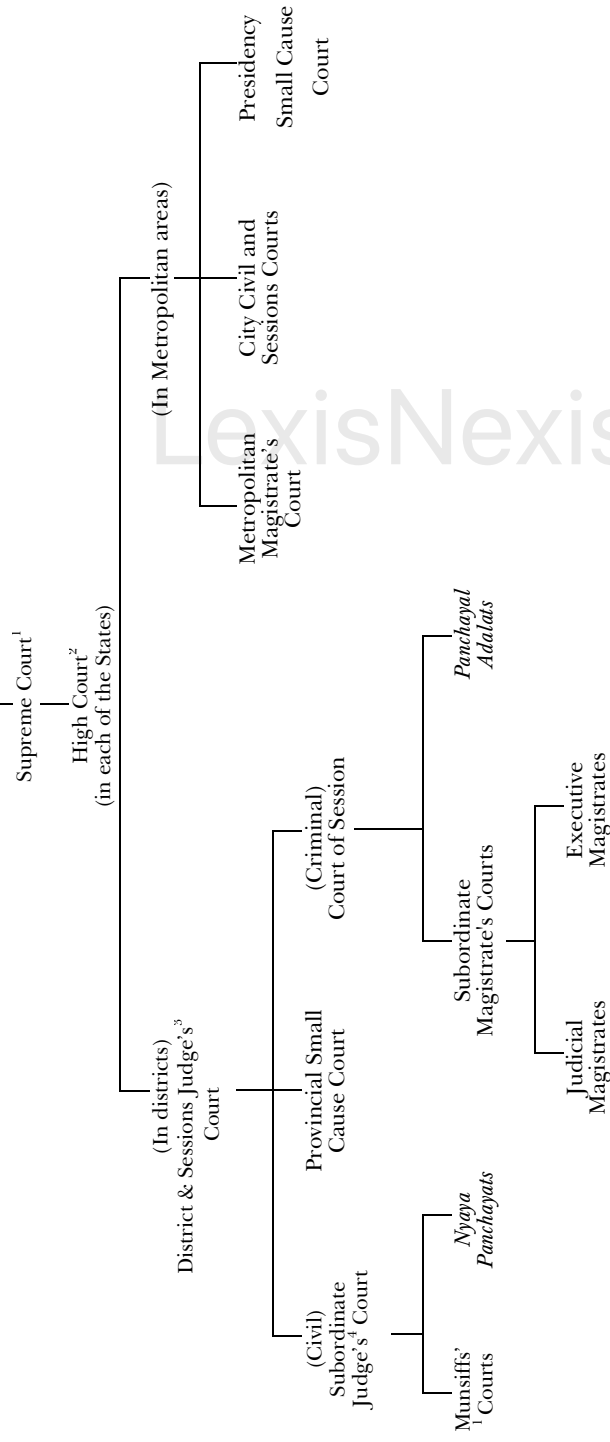 Supreme Court¹
High Court²
(in each of the States)
(In districts)
District & Sessions Judge's³
Court
(In Metropolitan areas)
(Civil)
Subordinate
Judge's⁴ Court
Provincial Small
Cause Court
(Criminal)
Court of Session
Metropolitan
Magistrate's
Court
City Civil and
Sessions Courts
Presidency
Small Cause
Court
Munsiffs'
¹Courts
Nyaya
Panchayats
Subordinate
Magistrate's Courts
Panchayal
Adalats
Judicial
Magistrates
Executive
Magistrates
LexisNexis